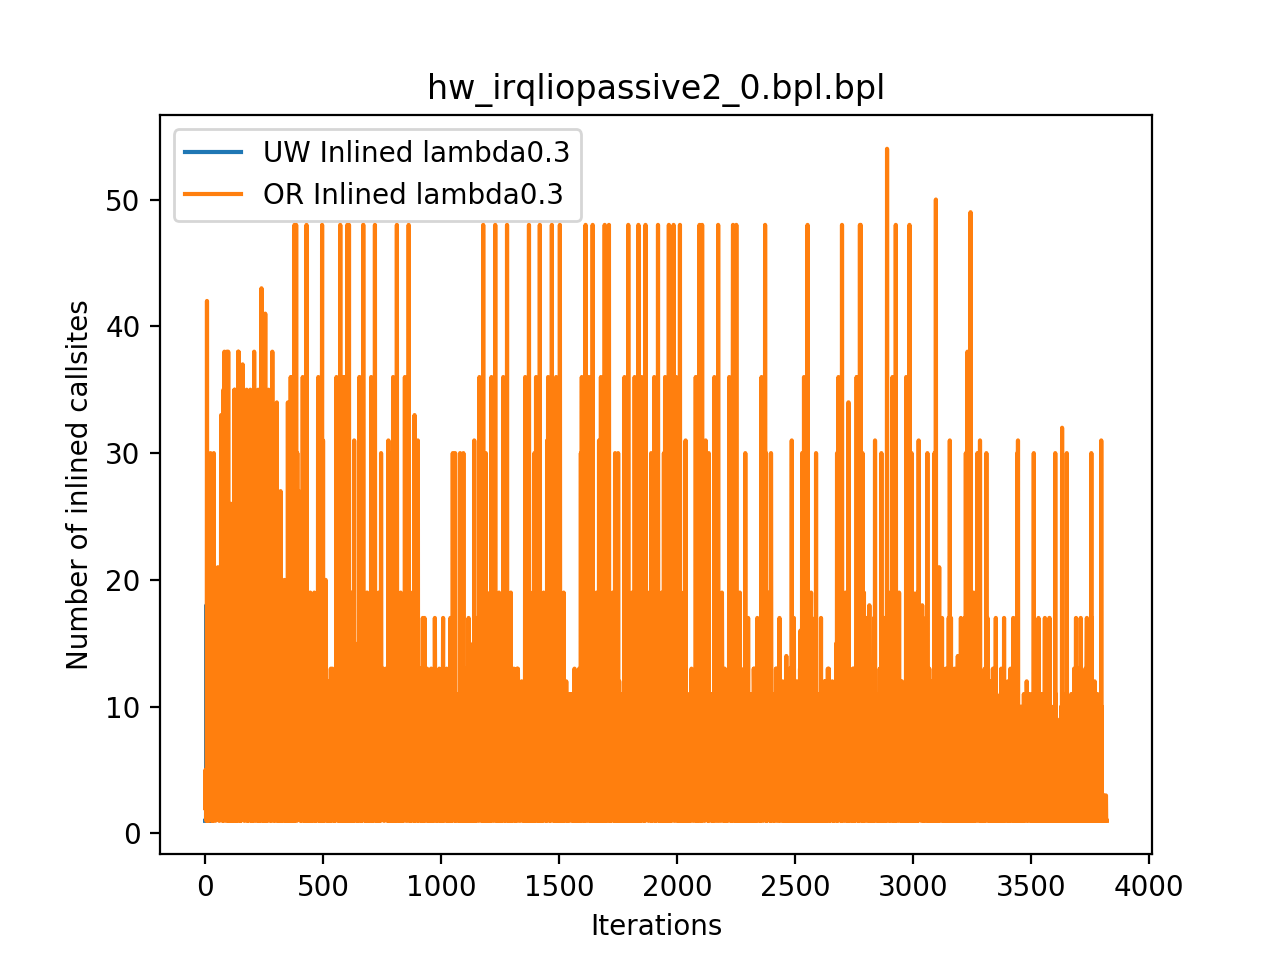 hw_irqliopassive2_0.bpl.bpl
UW Inlined lambda0.3
OR Inlined lambda0.3
Number of inlined callsites
50
40
30
20
10
0
0 500 1000 1500 2000 2500 3000 3500 4000
Iterations